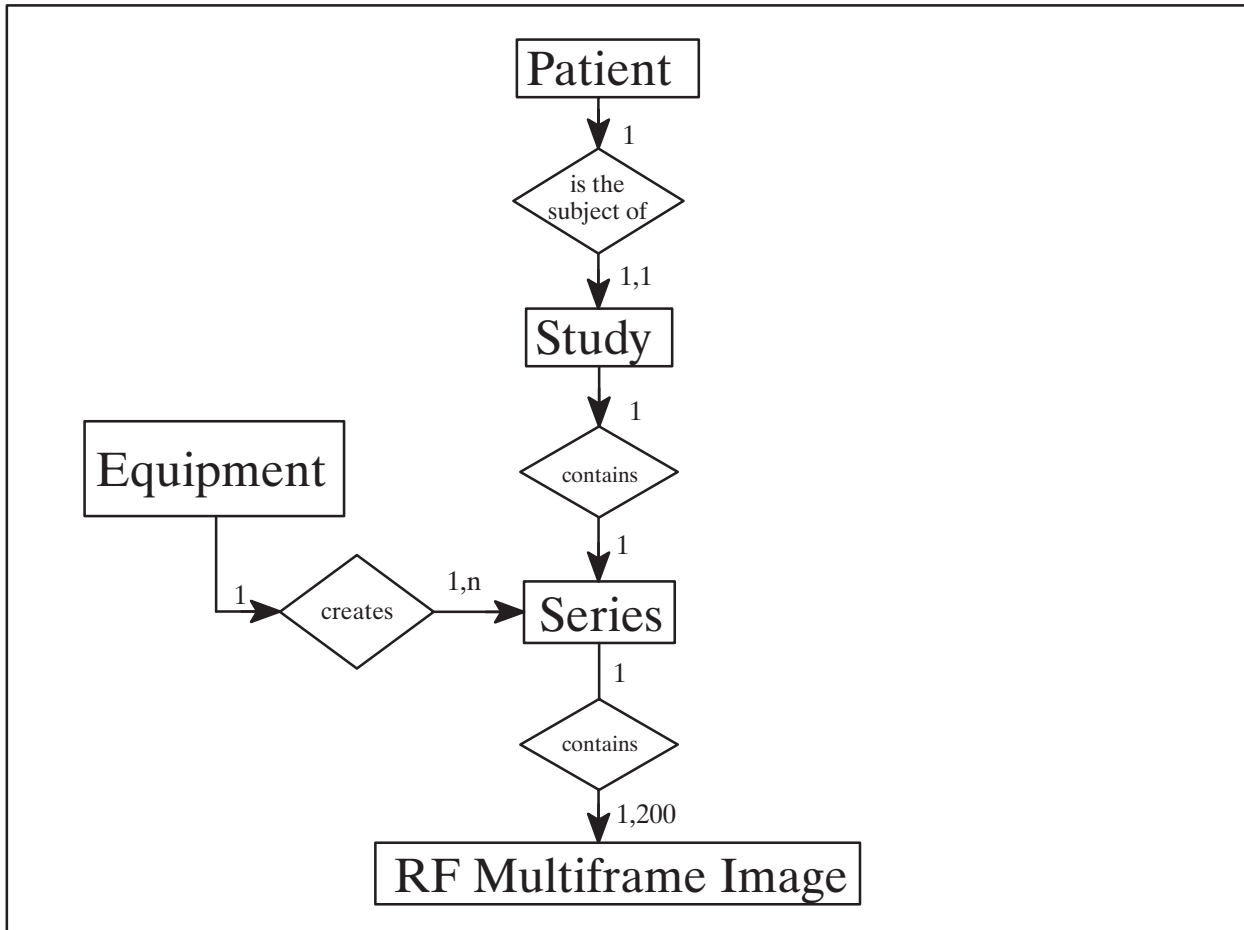 Patient
1
is the
subject of
1,1
Study
1
contains
1
Equipment
1
creates
1,n
Series
1
contains
1,200
RF Multiframe Image